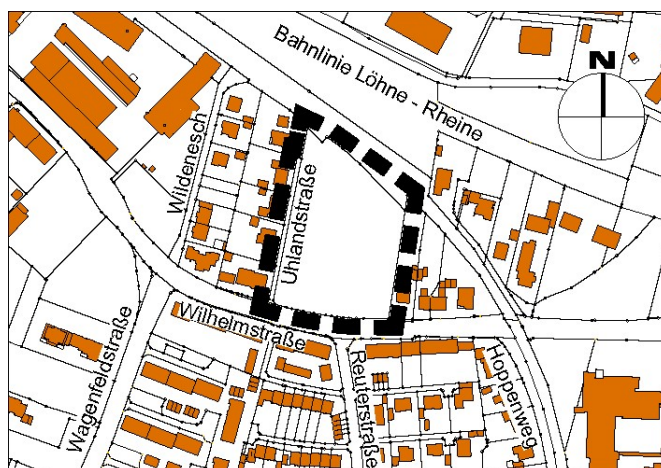 Bahnlinie Löhne - Rheine
N
Wildenesch
Uhlandstraße
Wilhelmstraße
Wagenfeldstraße
Reuterstraße
Hoppenweg